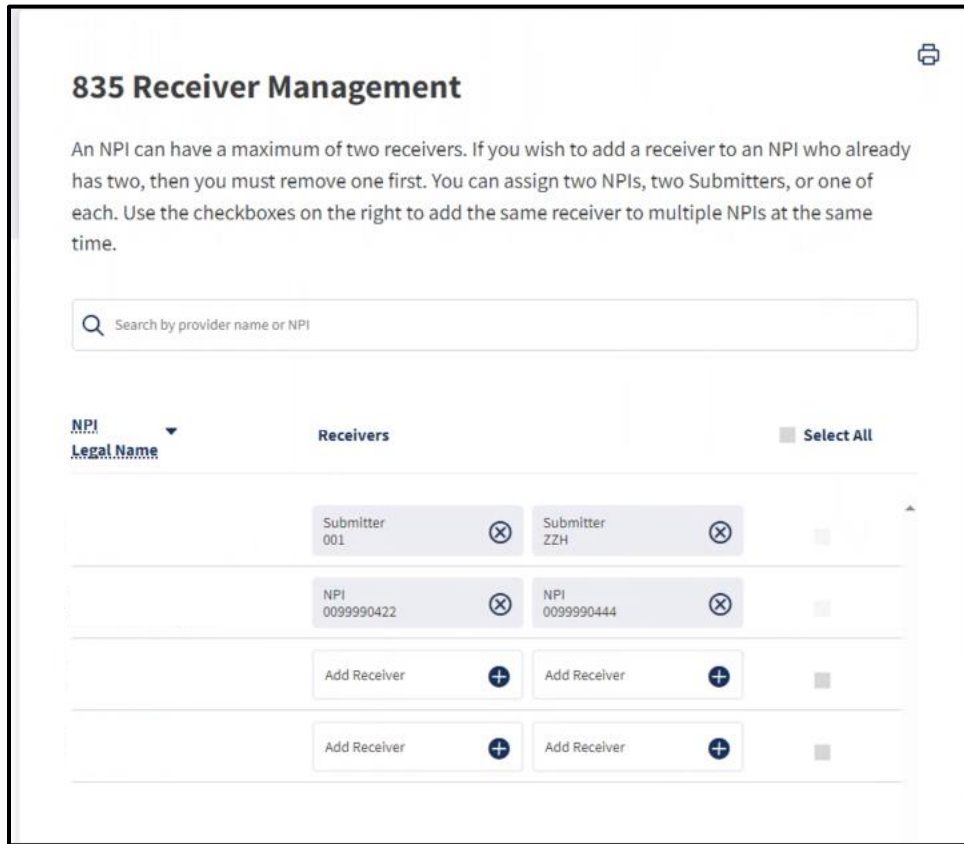 835 Receiver Management
An NPI can have a maximum of two receivers. If you wish to add a receiver to an NPI who already
has two, then you must remove one first. You can assign two NPIs, two Submitters, or one of
each. Use the checkboxes on the right to add the same receiver to multiple NPIs at the same
time.
Search by provider name or NPI
NPI
Legal Name
Receivers
Select All
Submitter
001
Submitter
ZZH
NPI
0099990422
NPI
0099990444
Add Receiver
Add Receiver
Add Receiver
Add Receiver